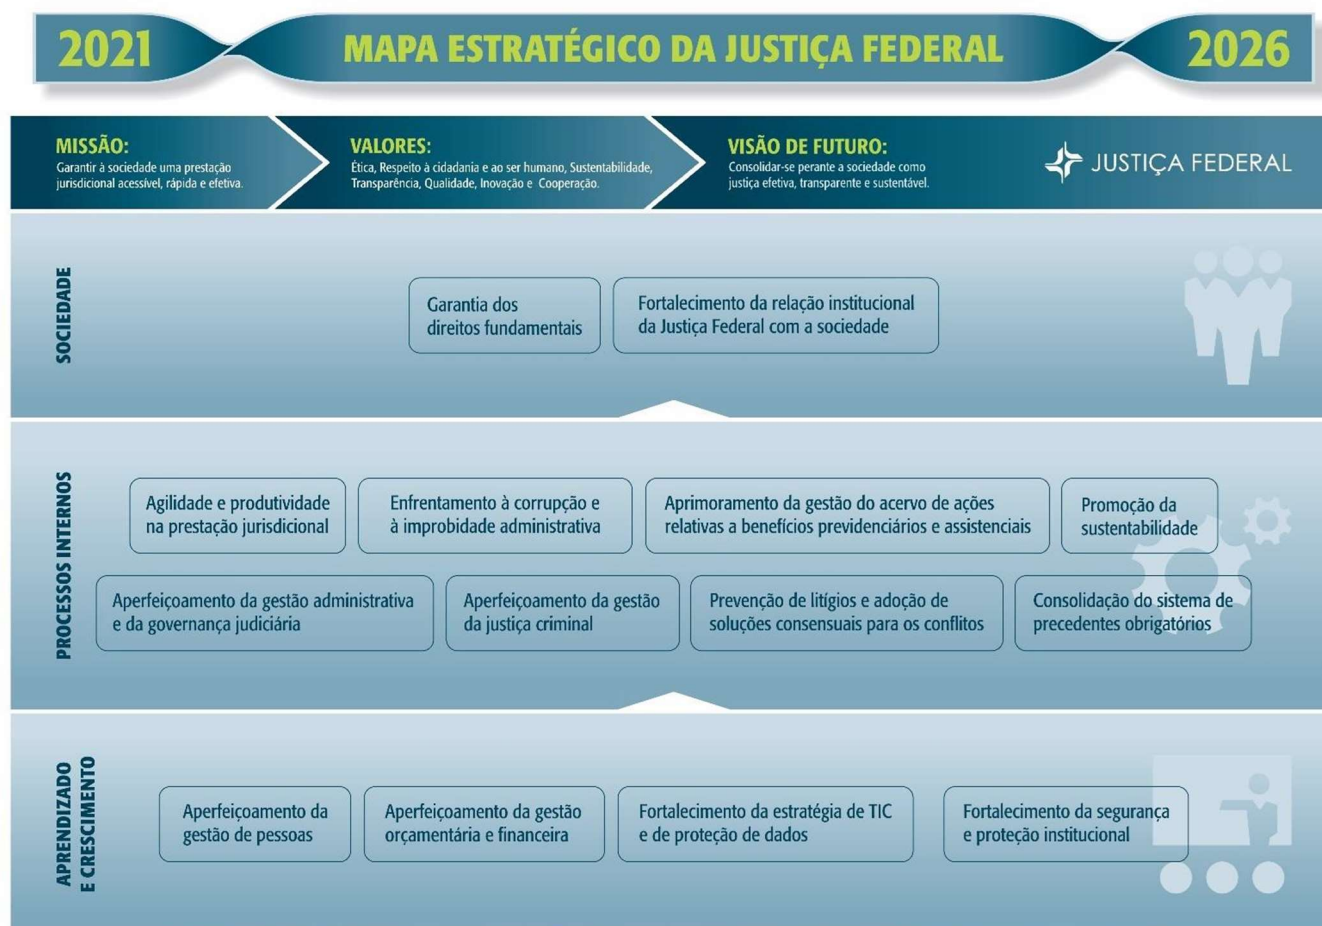 2021
MAPA ESTRATÉGICO DA JUSTIÇA FEDERAL
2026
MISSÃO:
Garantir à sociedade uma prestação
jurisdicional acessível, rápida e efetiva.
VALORES:
Ética, Respeito à cidadania e ao ser humano, Sustentabilidade,
Transparência, Qualidade, Inovação e Cooperação.
VISÃO DE FUTURO:
Consolidar-se perante a sociedade como
justiça efetiva, transparente e sustentável.
JUSTIÇA FEDERAL
SOCIEDADE
Garantia dos
direitos fundamentais
Fortalecimento da relação institucional
da Justiça Federal com a sociedade
PROCESSOS INTERNOS
Agilidade e produtividade
na prestação jurisdicional
Enfrentamento à corrupção e
à improbidade administrativa
Aprimoramento da gestão do acervo de ações
relativas a benefícios previdenciários e assistenciais
Promoção da
sustentabilidade
Aperfeiçoamento da gestão administrativa
e da governança judiciária
Aperfeiçoamento da gestão
da justiça criminal
Prevenção de litígios e adoção de
soluções consensuais para os conflitos
Consolidação do sistema de
precedentes obrigatórios
APRENDIZADO
E CRESCIMENTO
Aperfeiçoamento da
gestão de pessoas
Aperfeiçoamento da gestão
orçamentária e financeira
Fortalecimento da estratégia de TIC
e de proteção de dados
Fortalecimento da segurança
e proteção institucional